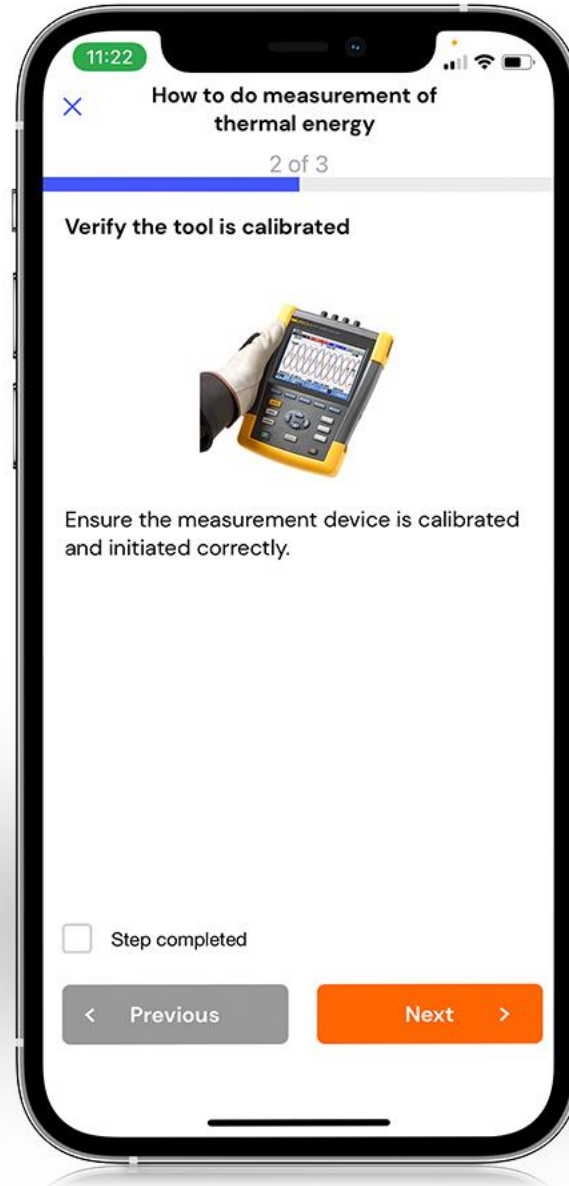 11:22
How to do measurement of
thermal energy
2 of 3
Verify the tool is calibrated
Ensure the measurement device is calibrated
and initiated correctly.
Step completed
Previous
Next